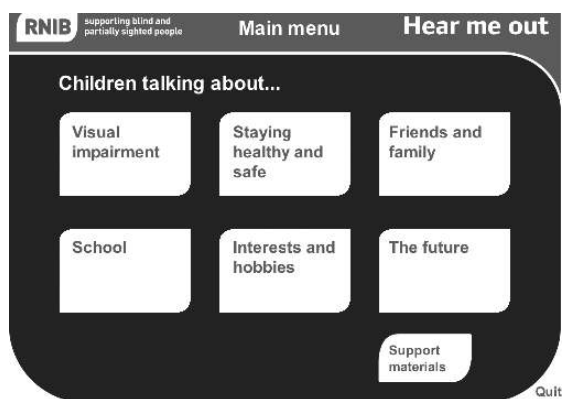 RNIB
supporting blind and
partially sighted people
Main menu
Hear me out
Children talking about...
Visual
impairment
Staying
healthy and
safe
Friends and
family
School
Interests and
hobbies
The future
Support
materials
Quit